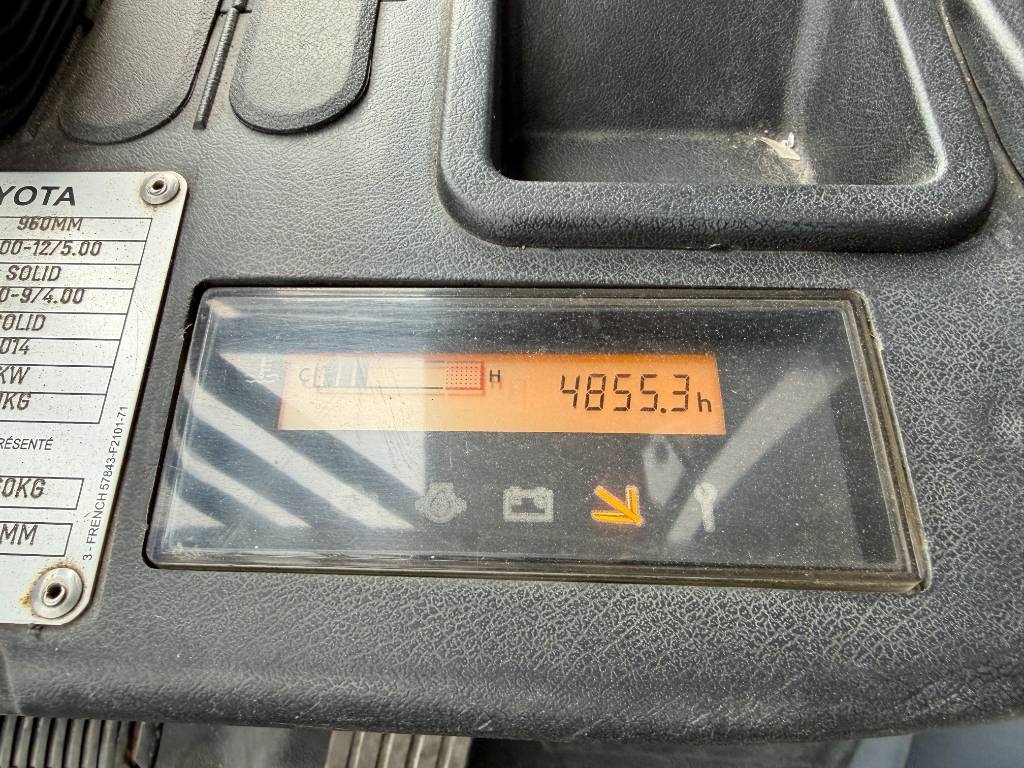 YOTA
960MM
00-12/5.00
SOLID
0-9/4.00
SOLID
014
KW
KG
RÉSENTÉ
0KG
MM
3 - FRENCH 57843-F2101-71
C H 4855.3h